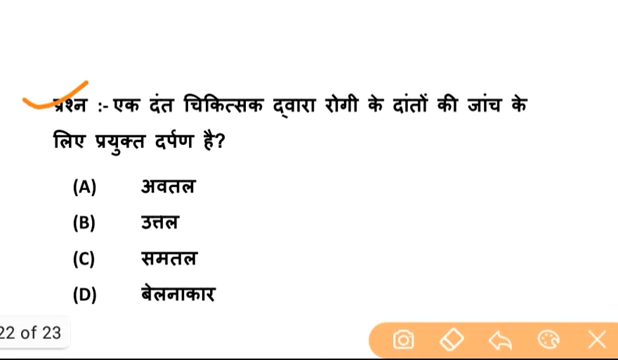 प्रश्न :- एक दंत चिकित्सक द्वारा रोगी के दांतों की जांच के
लिए प्रयुक्त दर्पण है?
(A) अवतल
(B) उत्तल
(C) समतल
(D) बेलनाकार
22 of 23